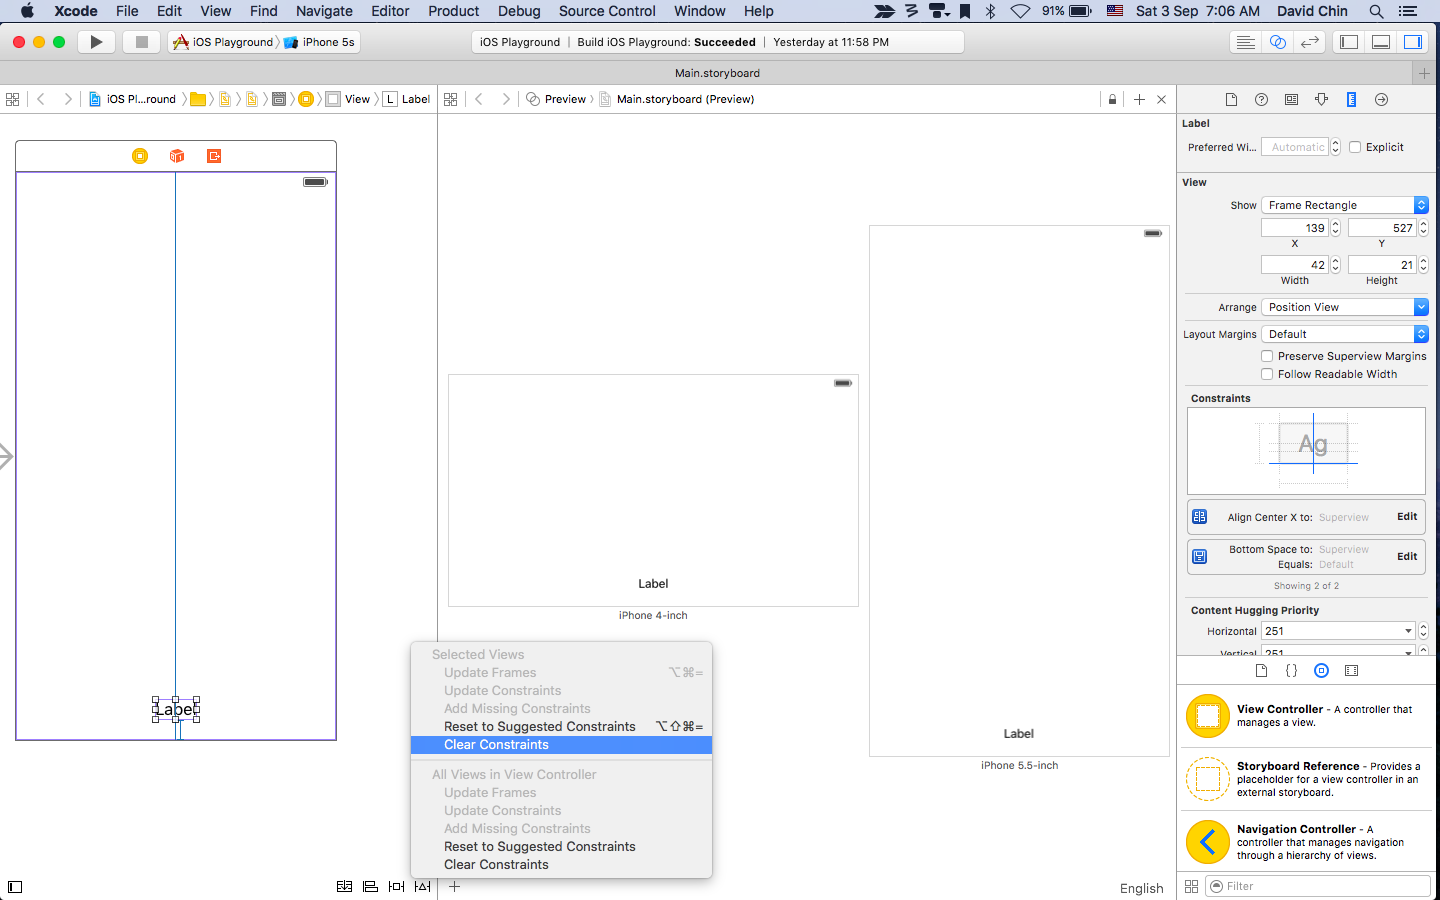 Xcode File Edit View Find Navigate Editor Product Debug Source Control Window Help 91% Sat 3 Sep 7:06 AM David Chin
iOS Playground iPhone 5s iOS Playground | Build iOS Playground: Succeeded | Yesterday at 11:58 PM
Main.storyboard
iOS Pl...round View L Label Preview Main.storyboard (Preview)
Label
Preferred Wi... Automatic Explicit
View
Show Frame Rectangle
139 527
X Y
42 21
Width Height
Arrange Position View
Layout Margins Default
Preserve Superview Margins
Follow Readable Width
Constraints
Ag
Align Center X to: Superview Edit
Bottom Space to: Superview Edit
Equals: Default
Showing 2 of 2
Content Hugging Priority
Horizontal 251
Vertical 251
Label
Label
iPhone 4-inch
Label
iPhone 5.5-inch
Selected Views
Update Frames ⌥⌘=
Update Constraints
Add Missing Constraints
Reset to Suggested Constraints ⌥⇧⌘=
Clear Constraints
All Views in View Controller
Update Frames
Update Constraints
Add Missing Constraints
Reset to Suggested Constraints
Clear Constraints
English
View Controller - A controller that
manages a view.
Storyboard Reference - Provides a
placeholder for a view controller in an
external storyboard.
Navigation Controller - A
controller that manages navigation
through a hierarchy of views.
Filter